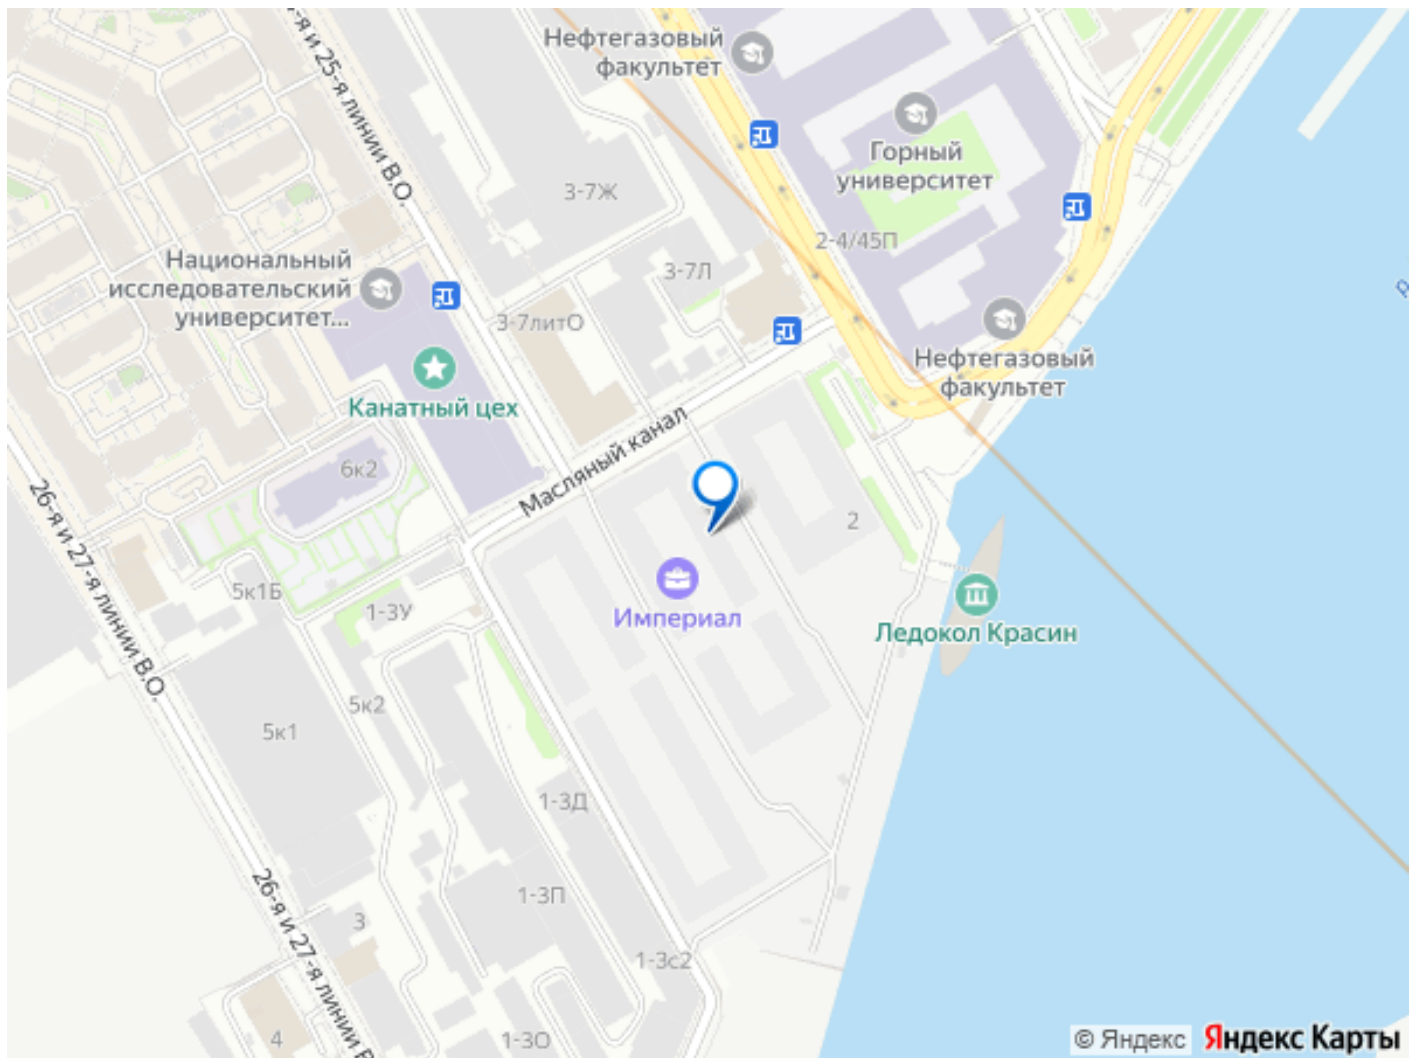 Нефтегазовый
факультет
-я и 25-я линии В.О.
Горный
университет
3-7Ж
2-4/45П
Национальный
исследовательский
университет...
3-7Л
3-7литО
Нефтегазовый
факультет
Канатный цех
Масляный канал
6к2
26-я и 27-я линии В.О.
2
5к1Б
1-3У
Империал
Ледокол Красин
5к2
5к1
1-3Д
1-3П
26-я и 27-я линии В
3
1-3с2
4
1-3О
© Яндекс Яндекс Карты